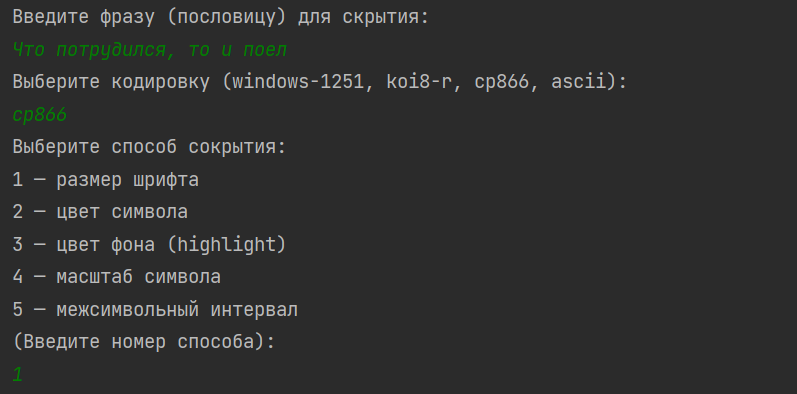 Введите фразу (пословицу) для скрытия:
Что потрудился, то и поел
Выберите кодировку (windows-1251, koi8-r, cp866, ascii):
cp866
Выберите способ сокрытия:
1 — размер шрифта
2 — цвет символа
3 — цвет фона (highlight)
4 — масштаб символа
5 — межсимвольный интервал
(Введите номер способа):
1